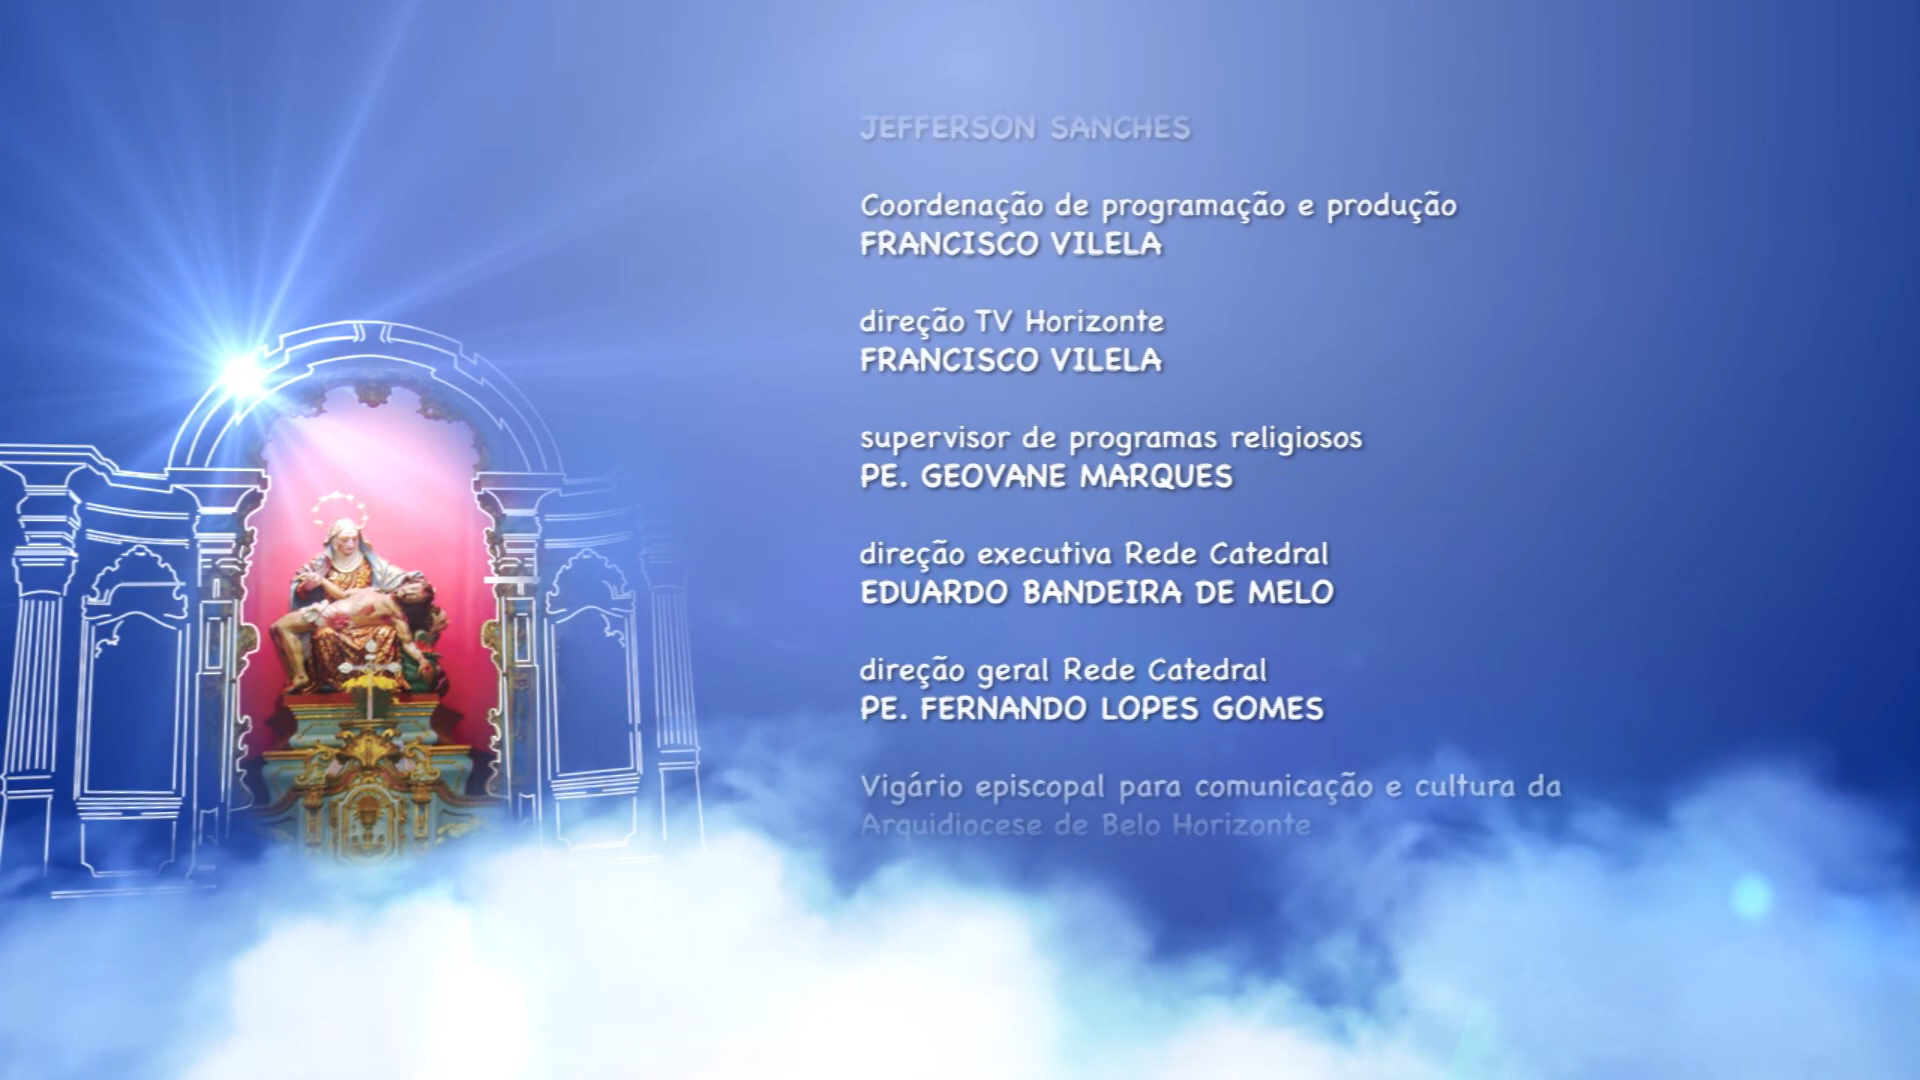 JEFFERSON SANCHES
Coordenação de programação e produção
FRANCISCO VILELA
direção TV Horizonte
FRANCISCO VILELA
supervisor de programas religiosos
PE. GEOVANE MARQUES
direção executiva Rede Catedral
EDUARDO BANDEIRA DE MELO
direção geral Rede Catedral
PE. FERNANDO LOPES GOMES
Vigário episcopal para comunicação e cultura da
Arquidiocese de Belo Horizonte